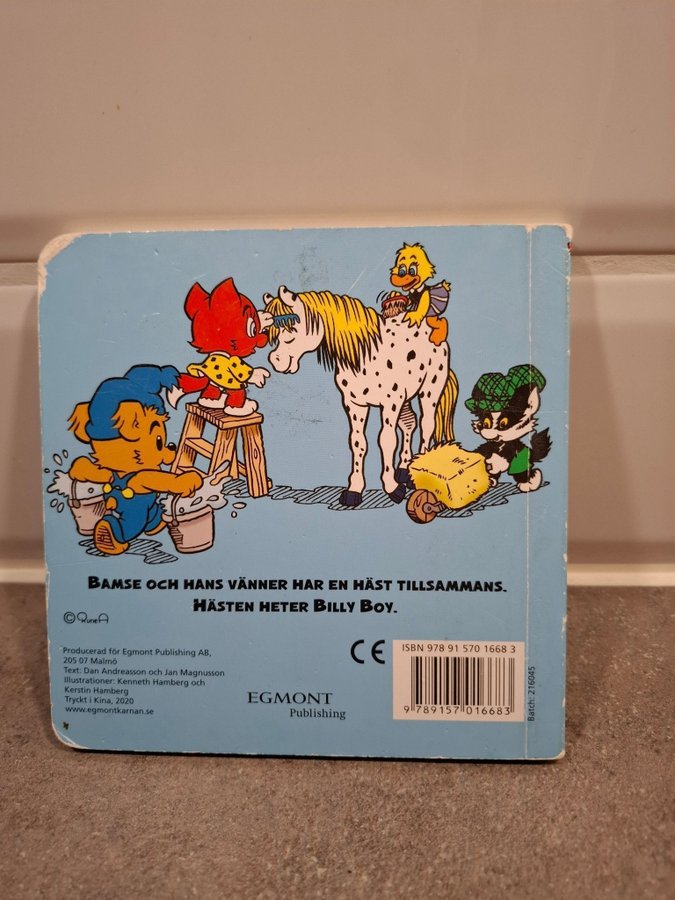 BAMSE OCH HANS VÄNNER HAR EN HÄST TILLSAMMANS.
HÄSTEN HETER BILLY BOY.
© Rune A
Producerad för Egmont Publishing AB,
205 07 Malmö
Text: Dan Andreasson och Jan Magnusson
Illustrationer: Kenneth Hamberg och
Kerstin Hamberg
Tryckt i Kina, 2020
www.egmontkarnan.se
CE
EGMONT
Publishing
ISBN 978 91 570 1668 3
9 789157 016683
Batch: 216045